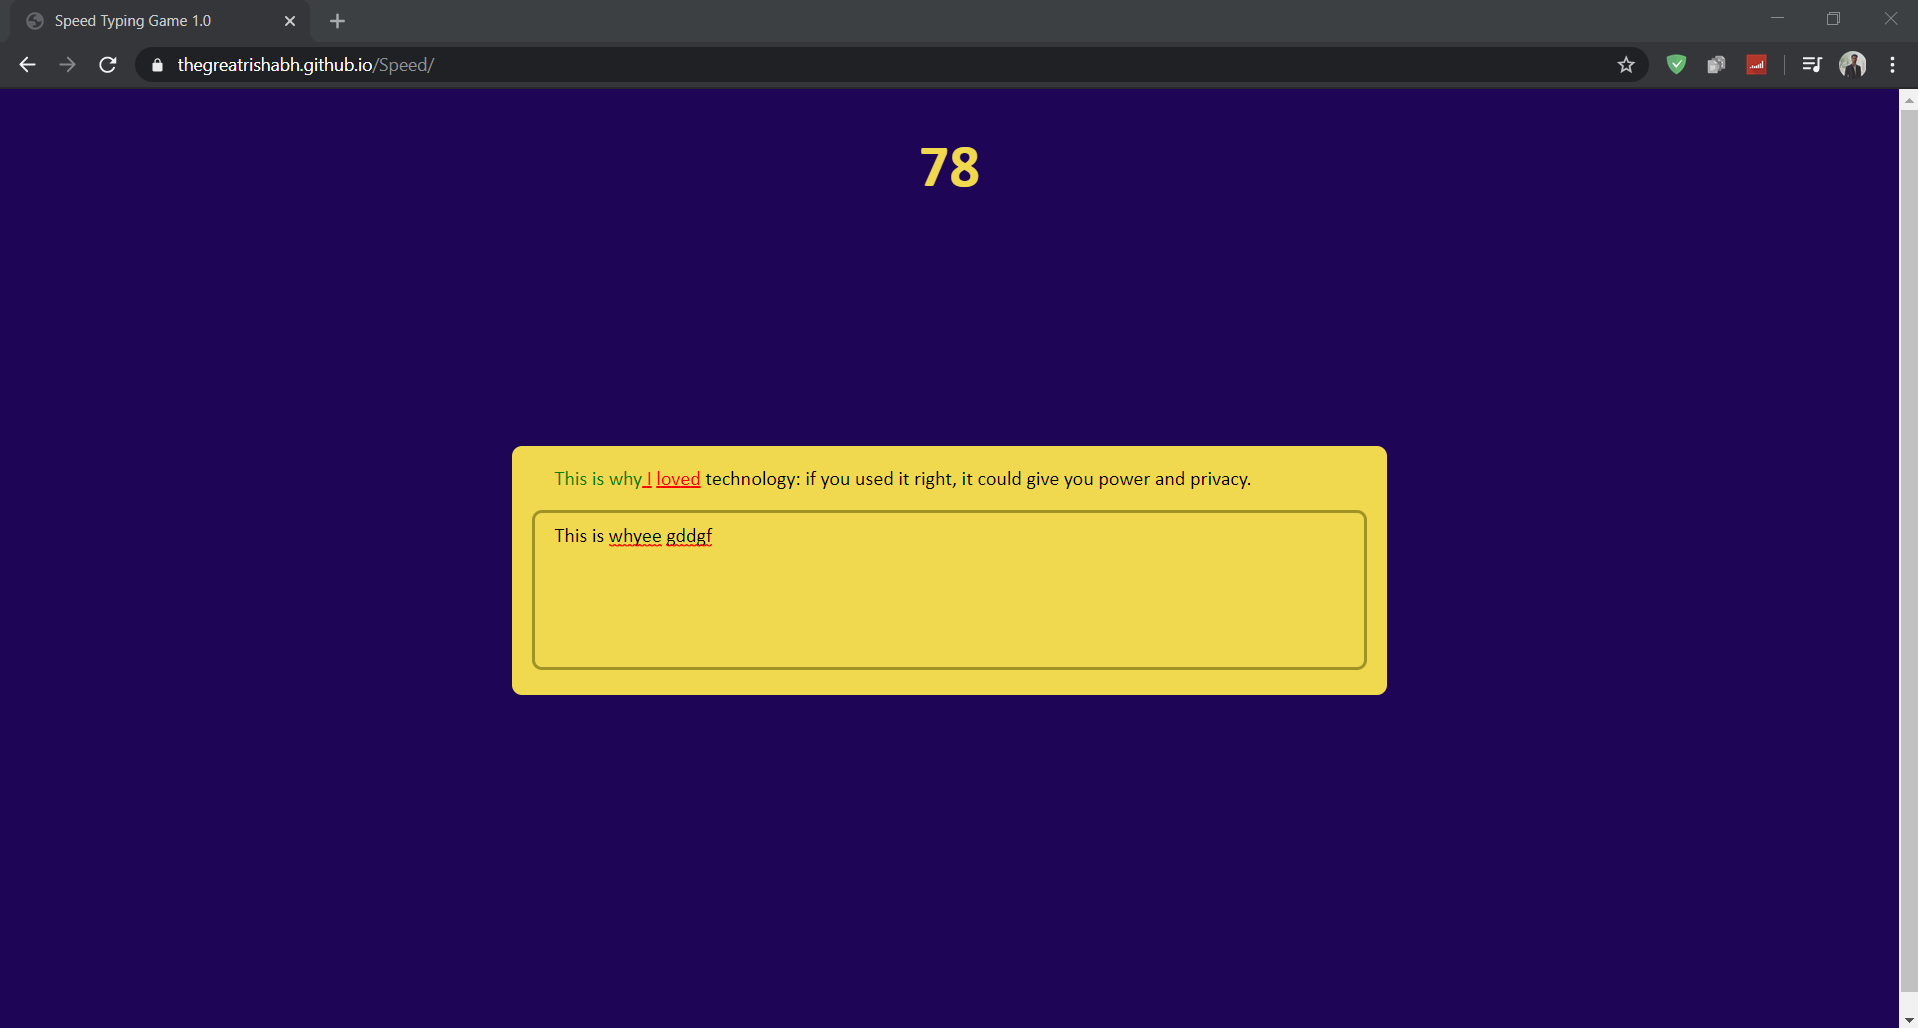 Speed Typing Game 1.0
thegreatrishabh.github.io/Speed/
78
This is why I loved technology: if you used it right, it could give you power and privacy.
This is whyee gddgf